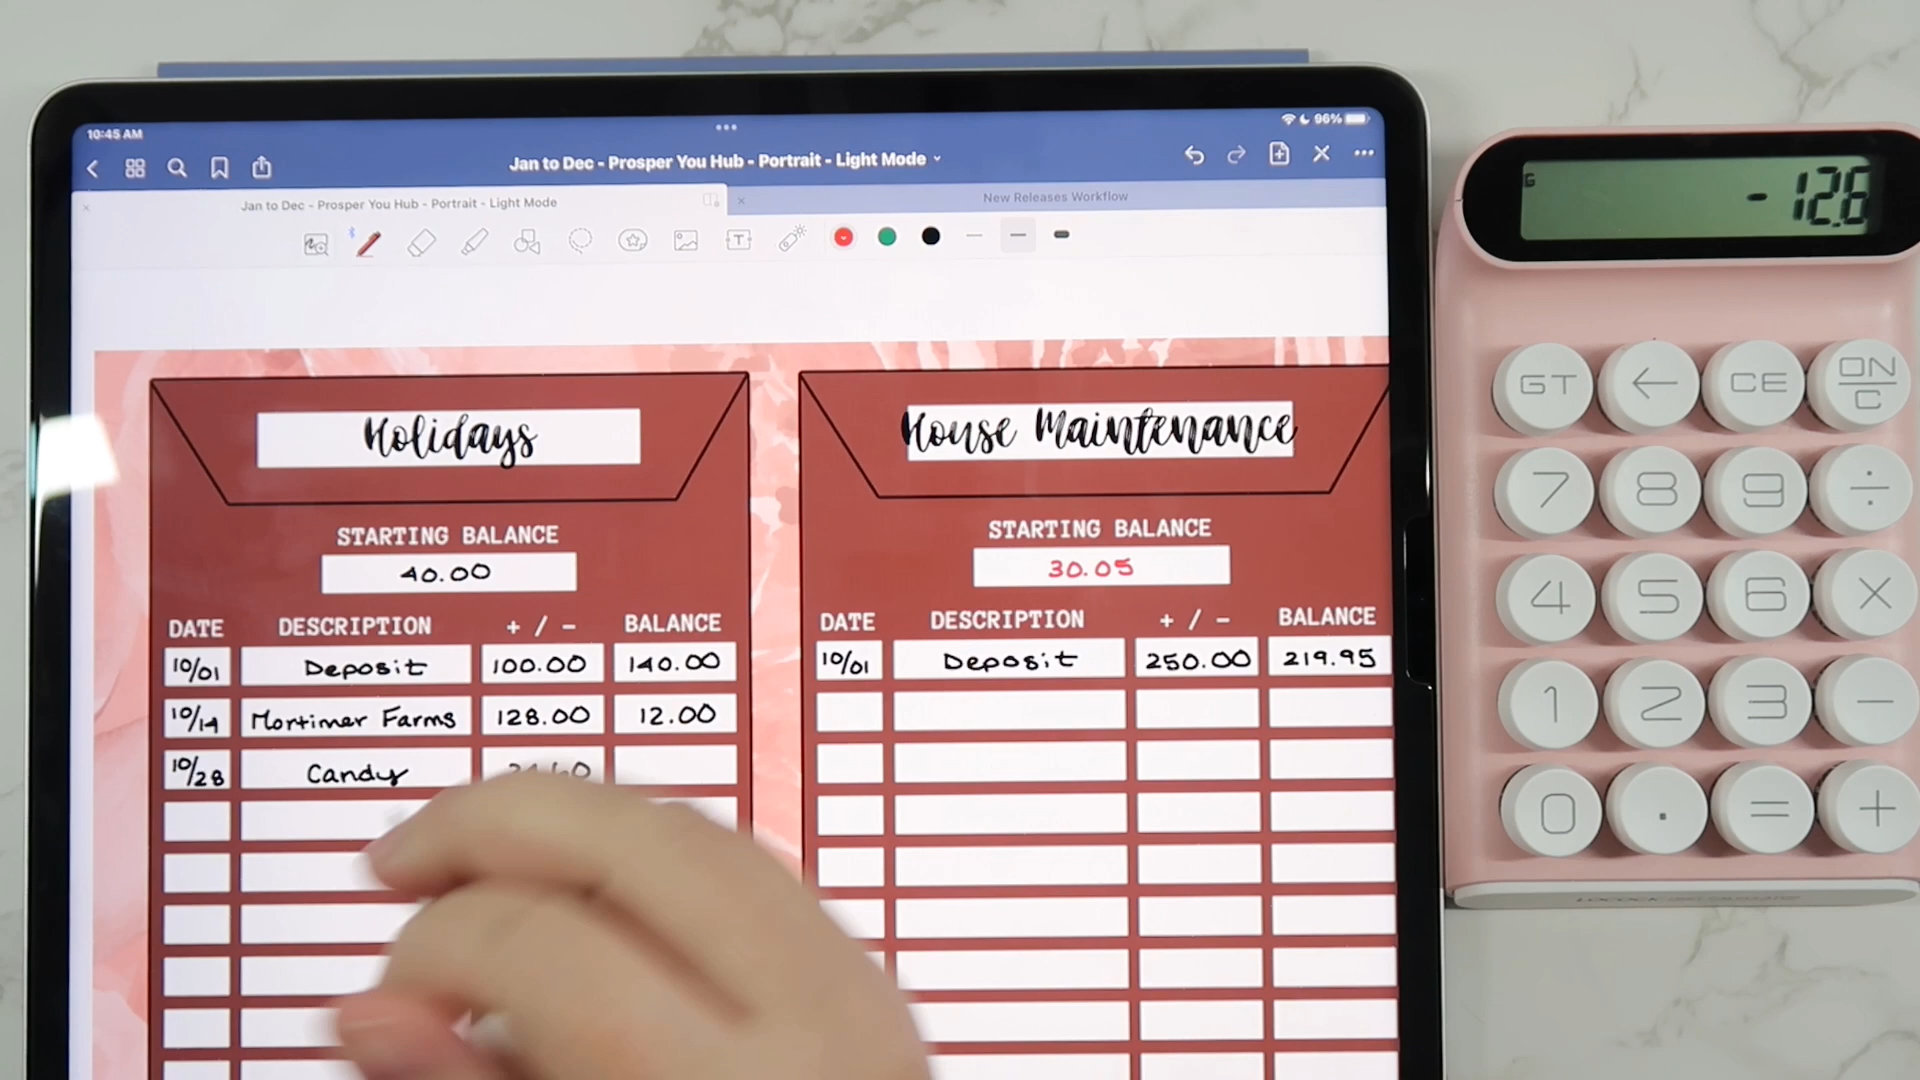 10:45 AM
96%
Jan to Dec - Prosper You Hub - Portrait - Light Mode
Jan to Dec - Prosper You Hub - Portrait - Light Mode
New Releases Workflow
Holidays
STARTING BALANCE
40.00
DATE DESCRIPTION + / - BALANCE
10/01 Deposit 100.00 140.00
10/14 Mortimer Farms 128.00 12.00
10/28 Candy
House Maintenance
STARTING BALANCE
30.05
DATE DESCRIPTION + / - BALANCE
10/01 Deposit 250.00 219.95
G
- 12.6
GT ← CE ON/C
7 8 9 ÷
4 5 6 ×
1 2 3 −
0 . = +